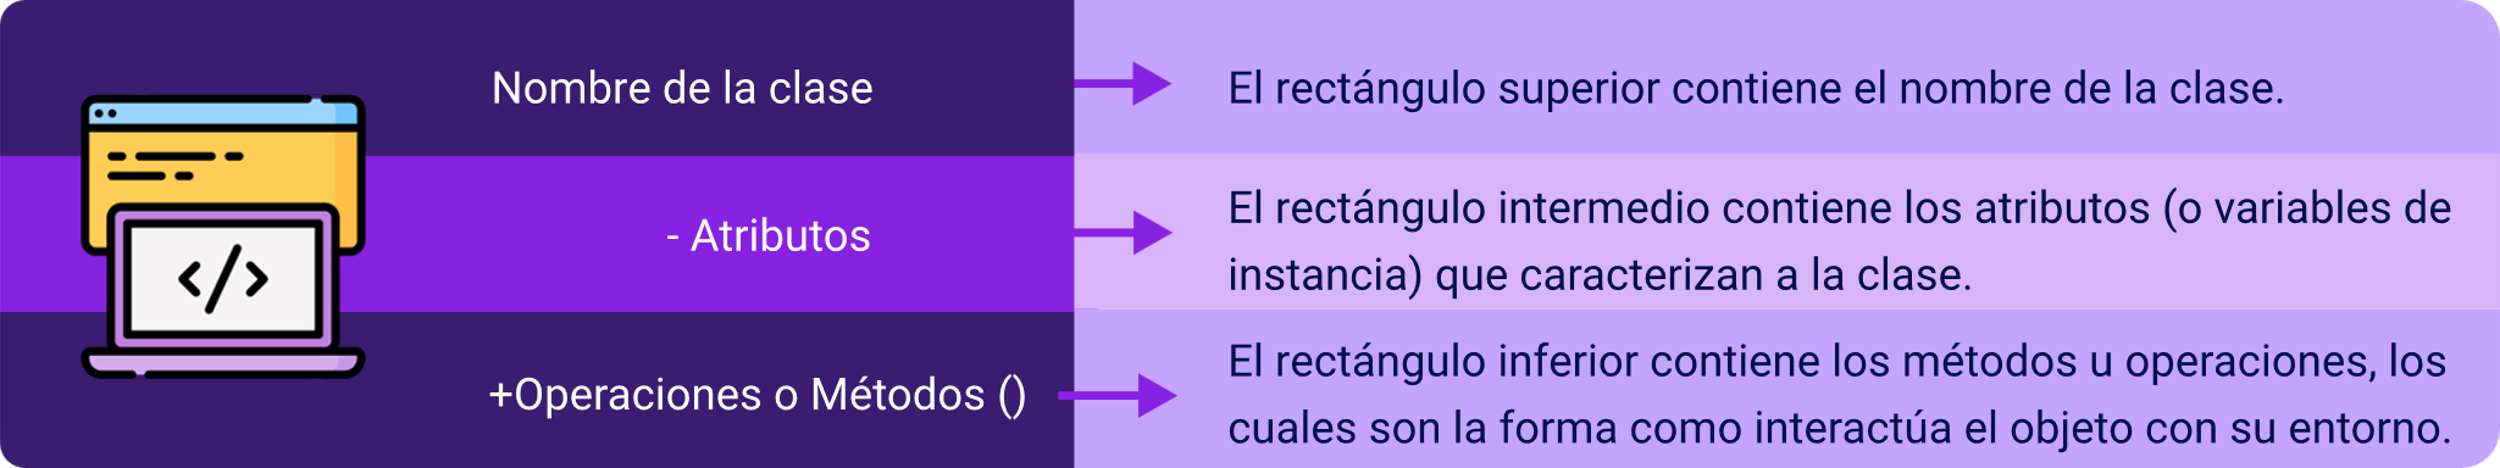 Nombre de la clase
El rectángulo superior contiene el nombre de la clase.
- Atributos
El rectángulo intermedio contiene los atributos (o variables de
instancia) que caracterizan a la clase.
+Operaciones o Métodos ()
El rectángulo inferior contiene los métodos u operaciones, los
cuales son la forma como interactúa el objeto con su entorno.